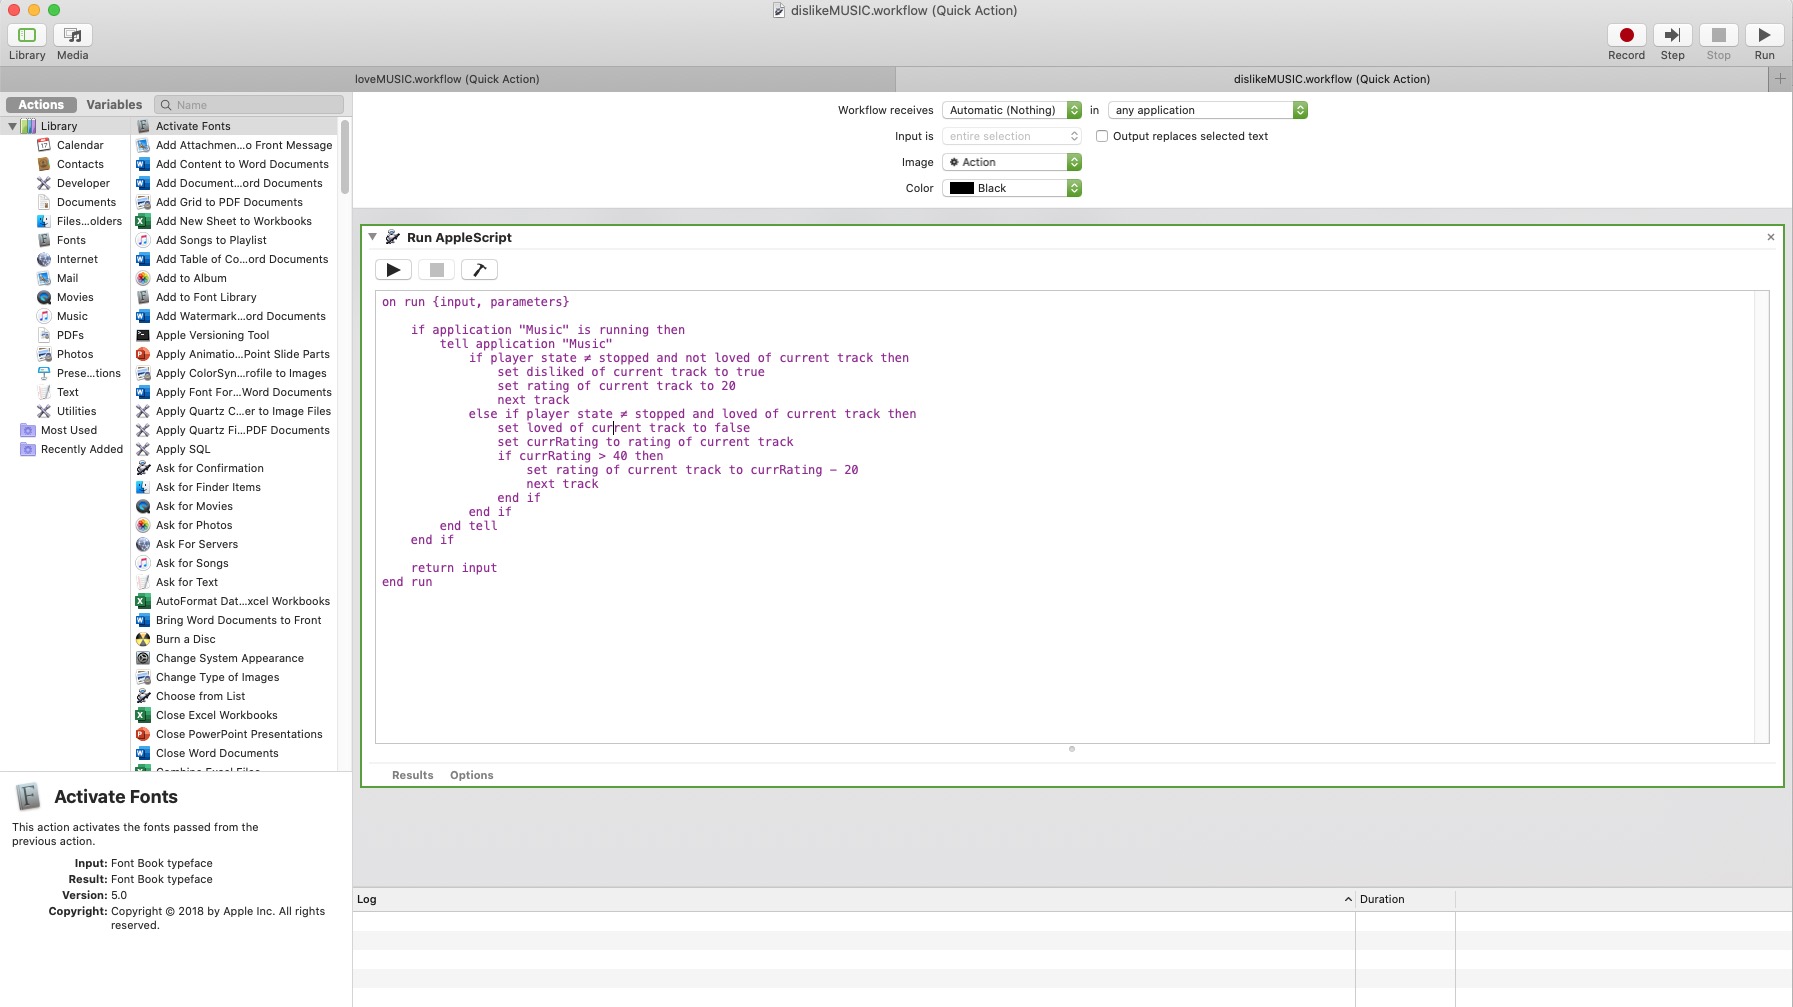 dislikeMUSIC.workflow (Quick Action)
Library
Media
Record
Step
Stop
Run
loveMUSIC.workflow (Quick Action)
dislikeMUSIC.workflow (Quick Action)
Actions
Variables
Name
Library
Calendar
Contacts
Developer
Documents
Files...olders
Fonts
Internet
Mail
Movies
Music
PDFs
Photos
Prese...tions
Text
Utilities
Most Used
Recently Added
Activate Fonts
Add Attachmen...o Front Message
Add Content to Word Documents
Add Document...ord Documents
Add Grid to PDF Documents
Add New Sheet to Workbooks
Add Songs to Playlist
Add Table of Co...ord Documents
Add to Album
Add to Font Library
Add Watermark...ord Documents
Apple Versioning Tool
Apply Animatio...Point Slide Parts
Apply ColorSyn...rofile to Images
Apply Font For...Word Documents
Apply Quartz C...er to Image Files
Apply Quartz Fi...PDF Documents
Apply SQL
Ask for Confirmation
Ask for Finder Items
Ask for Movies
Ask for Photos
Ask For Servers
Ask for Songs
Ask for Text
AutoFormat Dat...xcel Workbooks
Bring Word Documents to Front
Burn a Disc
Change System Appearance
Change Type of Images
Choose from List
Close Excel Workbooks
Close PowerPoint Presentations
Close Word Documents
Activate Fonts
This action activates the fonts passed from the
previous action.
Input: Font Book typeface
Result: Font Book typeface
Version: 5.0
Copyright: Copyright © 2018 by Apple Inc. All rights
reserved.
Workflow receives Automatic (Nothing) in any application
Input is entire selection Output replaces selected text
Image Action
Color Black
Run AppleScript
on run {input, parameters}
if application "Music" is running then
tell application "Music"
if player state ≠ stopped and not loved of current track then
set disliked of current track to true
set rating of current track to 20
next track
else if player state ≠ stopped and loved of current track then
set loved of current track to false
set currRating to rating of current track
if currRating > 40 then
set rating of current track to currRating - 20
next track
end if
end if
end tell
end if
return input
end run
Results Options
Log
Duration